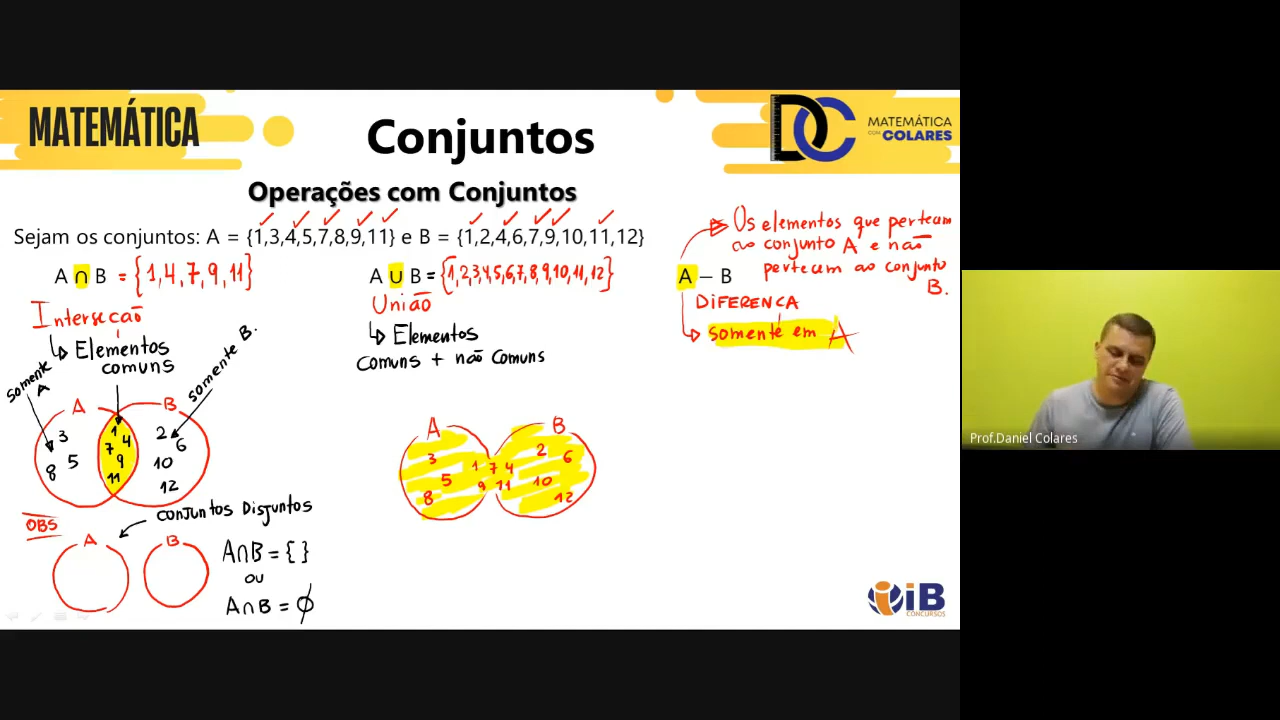 MATEMÁTICA
Conjuntos
DC MATEMÁTICA
COM COLARES
Operações com Conjuntos
Sejam os conjuntos: A = {1,3,4,5,7,8,9,11} e B = {1,2,4,6,7,9,10,11,12}
A ∩ B = {1,4,7,9,11}
Interseção
↳ Elementos
comuns
somente
A
somente B.
A
B
3
8
5
1
4
7
9
11
2
6
10
12
OBS
Conjuntos Disjuntos
A
B
A∩B = { }
ou
A∩B = ∅
A ∪ B = {1,2,3,4,5,6,7,8,9,10,11,12}
União
↳ Elementos
comuns + não comuns
A
B
3
5
8
1 7 4
9 11
2
6
10
12
Os elementos que pertecem
ao conjunto A e não
pertecem ao conjunto
B.
A – B
DIFERENÇA
somente em A
iB
CONCURSOS
Prof.Daniel Colares